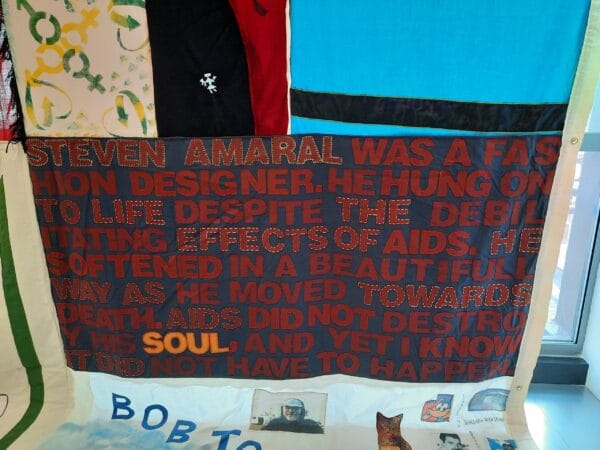 STEVEN AMARAL WAS A FAS
HION DESIGNER. HE HUNG ON
TO LIFE DESPITE THE DEBIL
ITATING EFFECTS OF AIDS. HE
SOFTENED IN A BEAUTIFUL
WAY AS HE MOVED TOWARDS
DEATH. AIDS DID NOT DESTRO
Y HIS SOUL, AND YET I KNOW
IT DID NOT HAVE TO HAPPEN
BOB TO